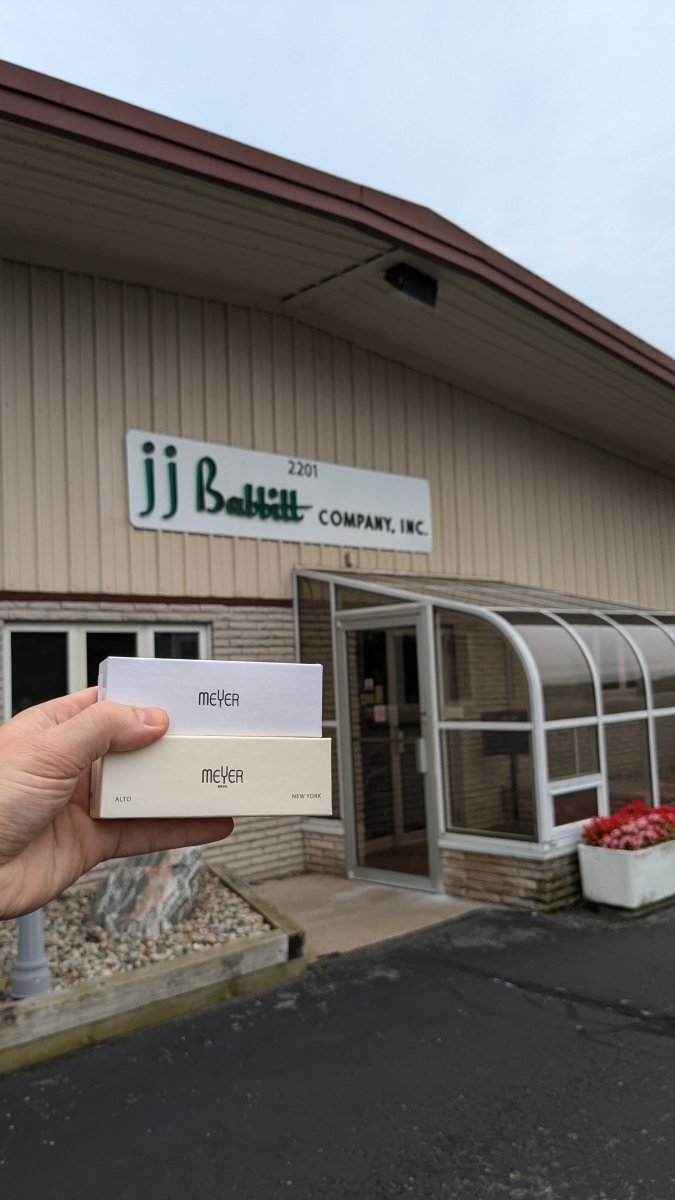 2201
jj Babbitt COMPANY, INC.
MEYER
MEYER
BROS.
ALTO NEW YORK